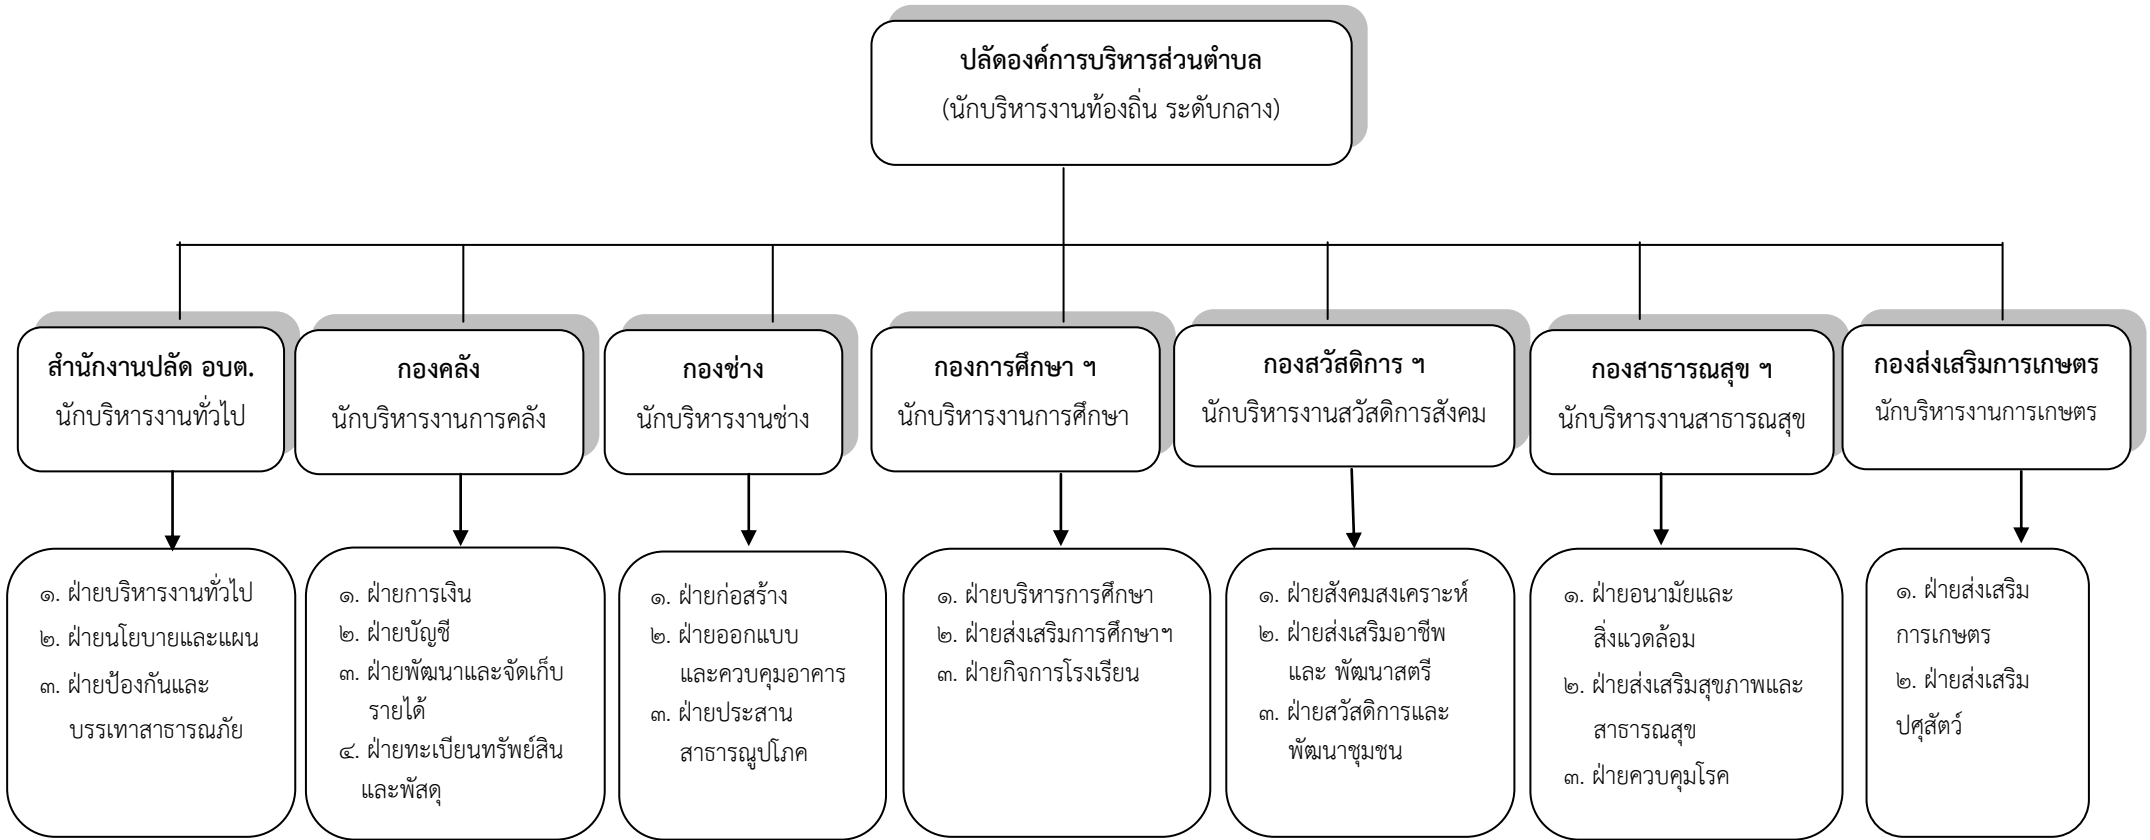 ปลัดองค์การบริหารส่วนตำบล
(นักบริหารงานท้องถิ่น ระดับกลาง)
สำนักงานปลัด อบต.
นักบริหารงานทั่วไป
กองคลัง
นักบริหารงานการคลัง
กองช่าง
นักบริหารงานช่าง
กองการศึกษา ฯ
นักบริหารงานการศึกษา
กองสวัสดิการ ฯ
นักบริหารงานสวัสดิการสังคม
กองสาธารณสุข ฯ
นักบริหารงานสาธารณสุข
กองส่งเสริมการเกษตร
นักบริหารงานการเกษตร
๑. ฝ่ายบริหารงานทั่วไป
๒. ฝ่ายนโยบายและแผน
๓. ฝ่ายป้องกันและ
บรรเทาสาธารณภัย
๑. ฝ่ายการเงิน
๒. ฝ่ายบัญชี
๓. ฝ่ายพัฒนาและจัดเก็บ
รายได้
๔. ฝ่ายทะเบียนทรัพย์สิน
และพัสดุ
๑. ฝ่ายก่อสร้าง
๒. ฝ่ายออกแบบ
และควบคุมอาคาร
๓. ฝ่ายประสาน
สาธารณูปโภค
๑. ฝ่ายบริหารการศึกษา
๒. ฝ่ายส่งเสริมการศึกษาฯ
๓. ฝ่ายกิจการโรงเรียน
๑. ฝ่ายสังคมสงเคราะห์
๒. ฝ่ายส่งเสริมอาชีพ
และ พัฒนาสตรี
๓. ฝ่ายสวัสดิการและ
พัฒนาชุมชน
๑. ฝ่ายอนามัยและ
สิ่งแวดล้อม
๒. ฝ่ายส่งเสริมสุขภาพและ
สาธารณสุข
๓. ฝ่ายควบคุมโรค
๑. ฝ่ายส่งเสริม
การเกษตร
๒. ฝ่ายส่งเสริม
ปศุสัตว์